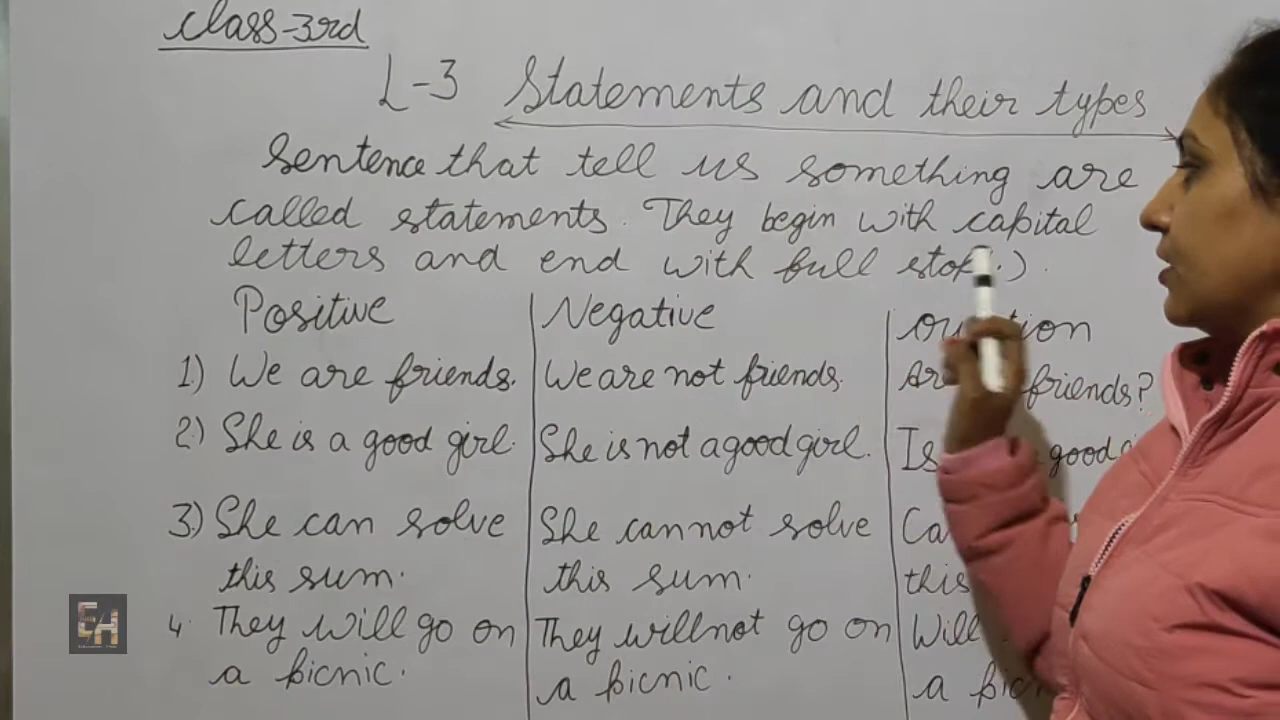 Class-3rd
L-3 Statements and their types
Sentence that tell us something are
called statements. They begin with capital
letters and end with full stop(.).
Positive
Negative
1.) We are friends.
We are not friends.
friends?
2.) She is a good girl.
She is not a good girl.
Is good
3.) She can solve
She cannot solve
this sum.
this sum.
this
4. They will go on
They will not go on
Will
a picnic.
a picnic.
a
EH